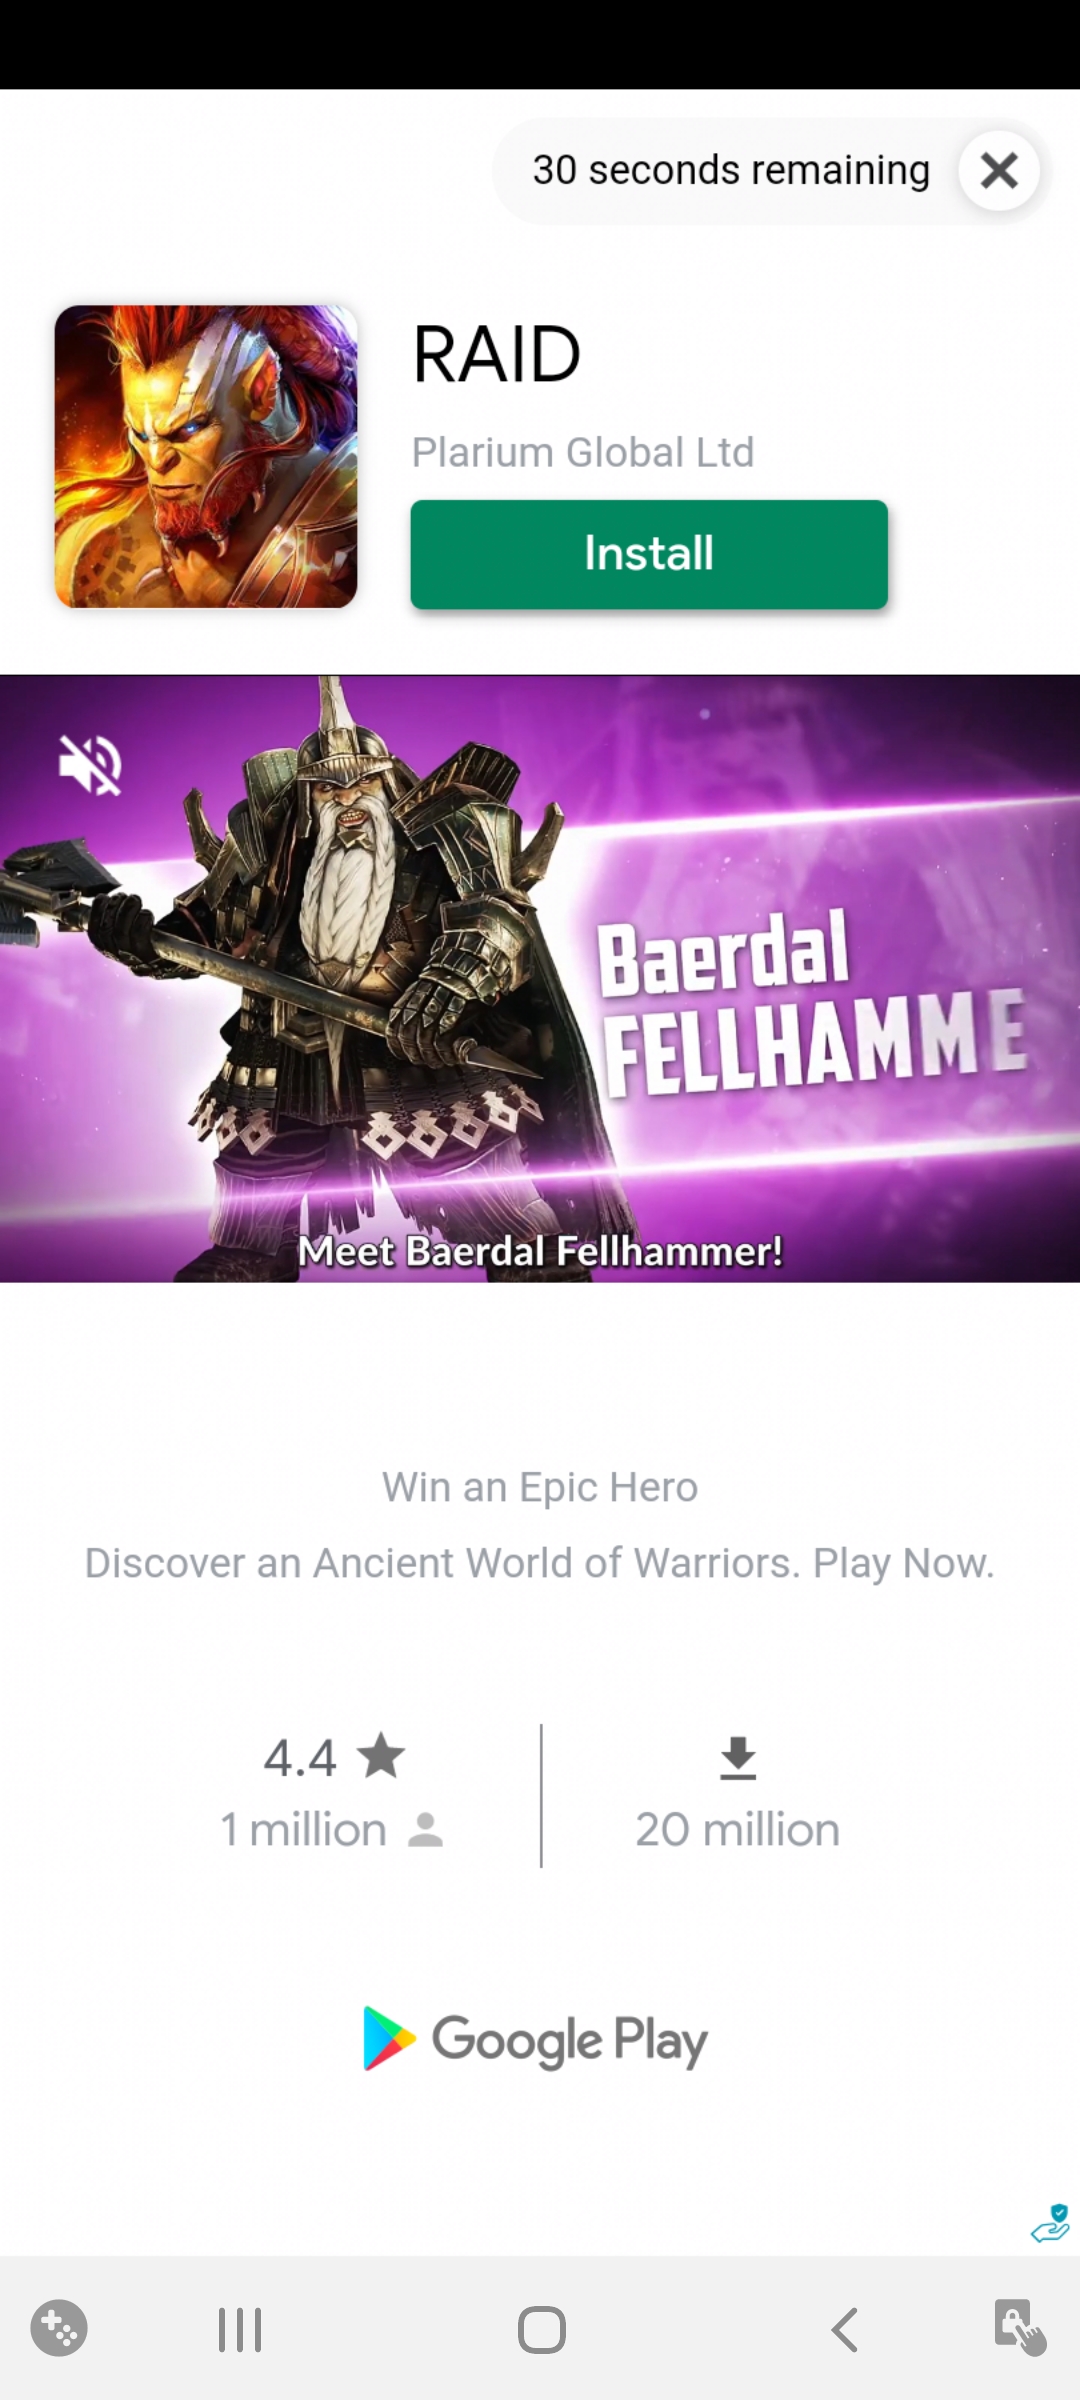 30 seconds remaining
RAID
Plarium Global Ltd
Install
Baerdal
FELLHAMME
Meet Baerdal Fellhammer!
Win an Epic Hero
Discover an Ancient World of Warriors. Play Now.
4.4
1 million
20 million
Google Play